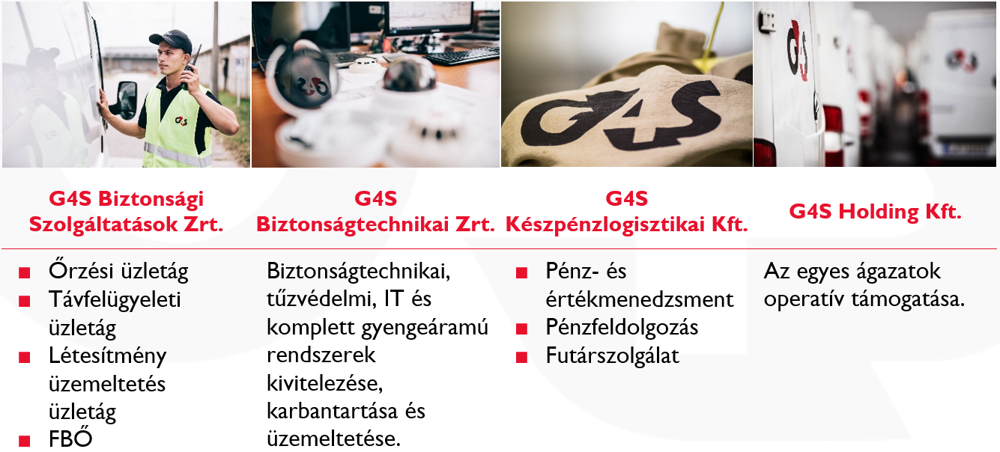 G4S
G4S
G4S
G4S
G4S
G4S Biztonsági
Szolgáltatások Zrt.
G4S
Biztonságtechnikai Zrt.
G4S
Készpénzlogisztikai Kft.
G4S Holding Kft.
Őrzési üzletág
Távfelügyeleti
üzletág
Létesítmény
üzemeltetés
üzletág
FBŐ
Biztonságtechnikai,
tűzvédelmi, IT és
komplett gyengeáramú
rendszerek
kivitelezése,
karbantartása és
üzemeltetése.
Pénz- és
értékmenedzsment
Pénzfeldolgozás
Futárszolgálat
Az egyes ágazatok
operatív támogatása.